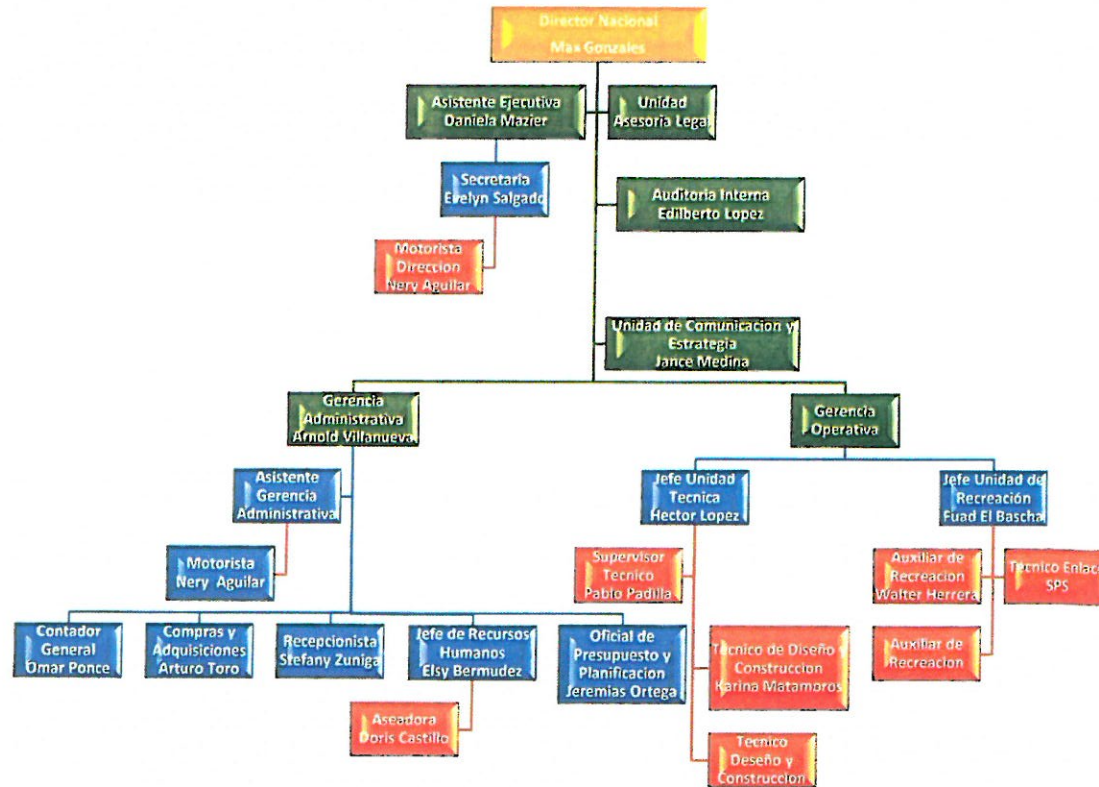 Director Nacional
Max Gonzales
Asistente Ejecutiva
Daniela Mazier
Unidad
Asesoria Legal
Secretaria
Evelyn Salgado
Auditoria Interna
Edilberto Lopez
Motorista
Direccion
Nery Aguilar
Unidad de Comunicacion y
Estrategia
Jance Medina
Gerencia
Administrativa
Arnold Villanueva
Gerencia
Operativa
Asistente
Gerencia
Administrativa
Motorista
Nery Aguilar
Jefe Unidad
Tecnica
Hector Lopez
Jefe Unidad de
Recreación
Fuad El Bascha
Supervisor
Tecnico
Pablo Padilla
Auxiliar de
Recreacion
Walter Herrera
Tecnico Enlace
SPS
Contador
General
Omar Ponce
Compras y
Adquisiciones
Arturo Toro
Recepcionista
Stefany Zuniga
Jefe de Recursos
Humanos
Elsy Bermudez
Oficial de
Presupuesto y
Planificacion
Jeremias Ortega
Tecnico de Diseño y
Construccion
Karina Matamoros
Auxiliar de
Recreacion
Aseadora
Doris Castillo
Tecnico
Deseño y
Construccion